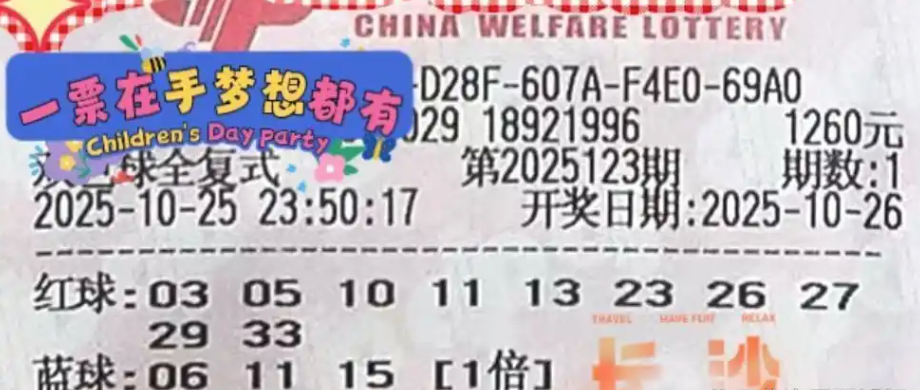 CHINA WELFARE LOTTERY
一票在手梦想都有
Children's Day party
-D28F-607A-F4E0-69A0
029 18921996 1260元
球全复式 第2025123期 期数:1
2025-10-25 23:50:17 开奖日期:2025-10-26
红球:03 05 10 11 13 23 26 27
29 33
TRAVEL HAVE FUN RELAX
蓝球:06 11 15 [1倍]
长沙